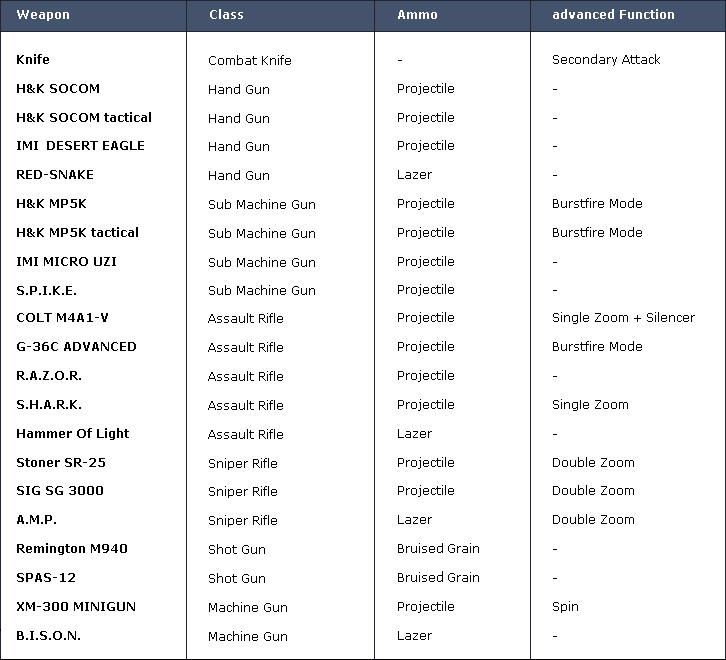 Weapon Class Ammo advanced Function
Knife Combat Knife - Secondary Attack
H&K SOCOM Hand Gun Projectile -
H&K SOCOM tactical Hand Gun Projectile -
IMI DESERT EAGLE Hand Gun Projectile -
RED-SNAKE Hand Gun Lazer -
H&K MP5K Sub Machine Gun Projectile Burstfire Mode
H&K MP5K tactical Sub Machine Gun Projectile Burstfire Mode
IMI MICRO UZI Sub Machine Gun Projectile -
S.P.I.K.E. Sub Machine Gun Projectile -
COLT M4A1-V Assault Rifle Projectile Single Zoom + Silencer
G-36C ADVANCED Assault Rifle Projectile Burstfire Mode
R.A.Z.O.R. Assault Rifle Projectile -
S.H.A.R.K. Assault Rifle Projectile Single Zoom
Hammer Of Light Assault Rifle Lazer -
Stoner SR-25 Sniper Rifle Projectile Double Zoom
SIG SG 3000 Sniper Rifle Projectile Double Zoom
A.M.P. Sniper Rifle Lazer Double Zoom
Remington M940 Shot Gun Bruised Grain -
SPAS-12 Shot Gun Bruised Grain -
XM-300 MINIGUN Machine Gun Projectile Spin
B.I.S.O.N. Machine Gun Lazer -